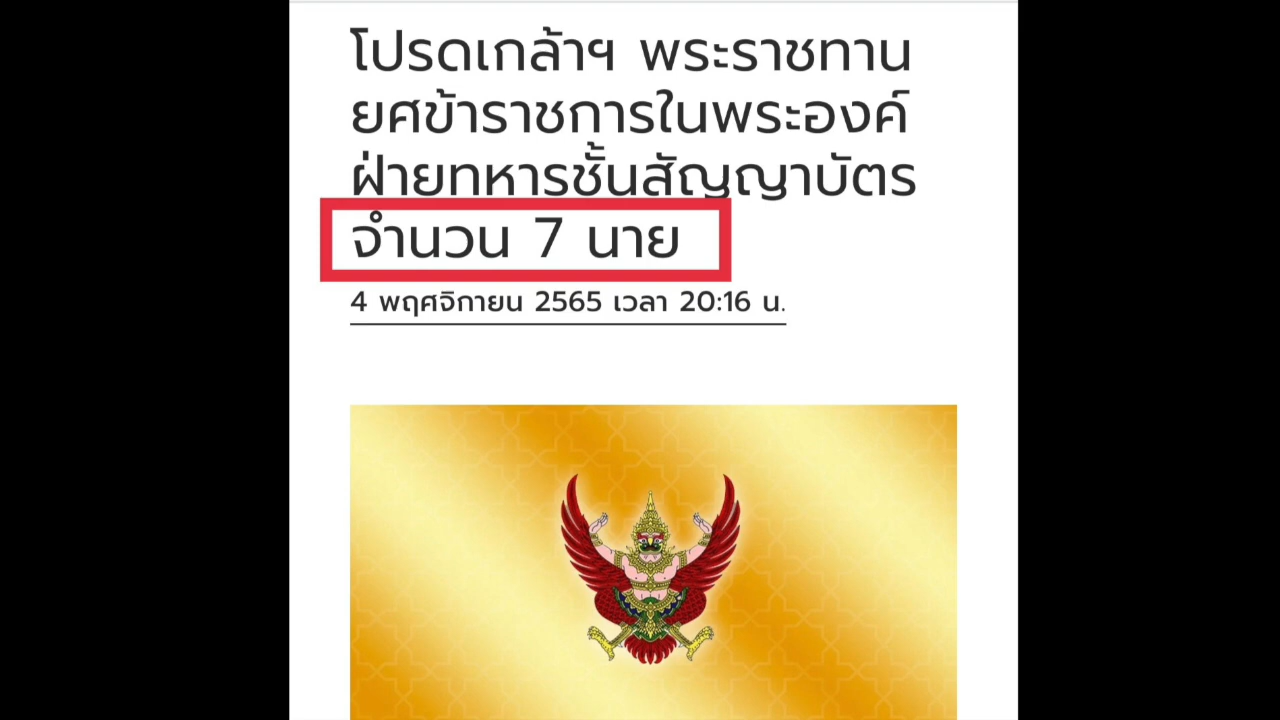 โปรดเกล้าฯ พระราชทาน
ยศข้าราชการในพระองค์
ฝ่ายทหารชั้นสัญญาบัตร
จำนวน 7 นาย
4 พฤศจิกายน 2565 เวลา 20:16 น.